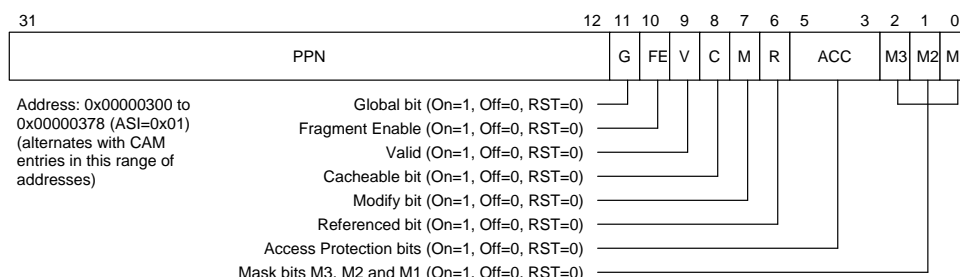 31 12 11 10 9 8 7 6 5 3 2 1 0
PPN G FE V C M R ACC M3 M2 M
Address: 0x00000300 to
0x00000378 (ASI=0x01)
(alternates with CAM
entries in this range of
addresses)
Global bit (On=1, Off=0, RST=0)
Fragment Enable (On=1, Off=0, RST=0)
Valid (On=1, Off=0, RST=0)
Cacheable bit (On=1, Off=0, RST=0)
Modify bit (On=1, Off=0, RST=0)
Referenced bit (On=1, Off=0, RST=0)
Access Protection bits (On=1, Off=0, RST=0)
Mask bits M3, M2 and M1 (On=1, Off=0, RST=0)